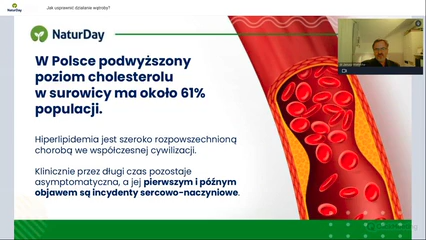 NaturDay
Jak usprawnić działanie wątroby?
NaturDay
W Polsce podwyższony
poziom cholesterolu
w surowicy ma około 61%
populacji.
Hiperlipidemia jest szeroko rozpowszechnioną
chorobą we współczesnej cywilizacji.
Klinicznie przez długi czas pozostaje
asymptomatyczna, a jej pierwszym i późnym
objawem są incydenty sercowo-naczyniowe.